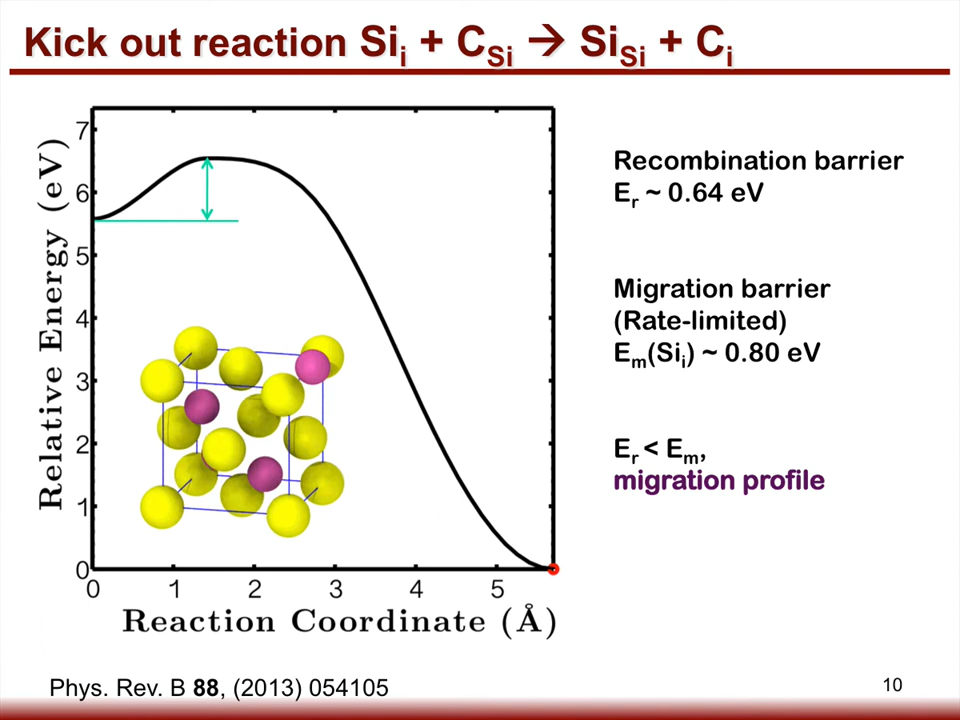 Kick out reaction Siᵢ + C_Si → Si_Si + Cᵢ
Relative Energy (eV)
7
6
5
4
3
2
1
0
0 1 2 3 4 5
Reaction Coordinate (Å)
Recombination barrier
Eᵣ ~ 0.64 eV
Migration barrier
(Rate-limited)
Eₘ(Siᵢ) ~ 0.80 eV
Eᵣ < Eₘ,
migration profile
Phys. Rev. B 88, (2013) 054105
10